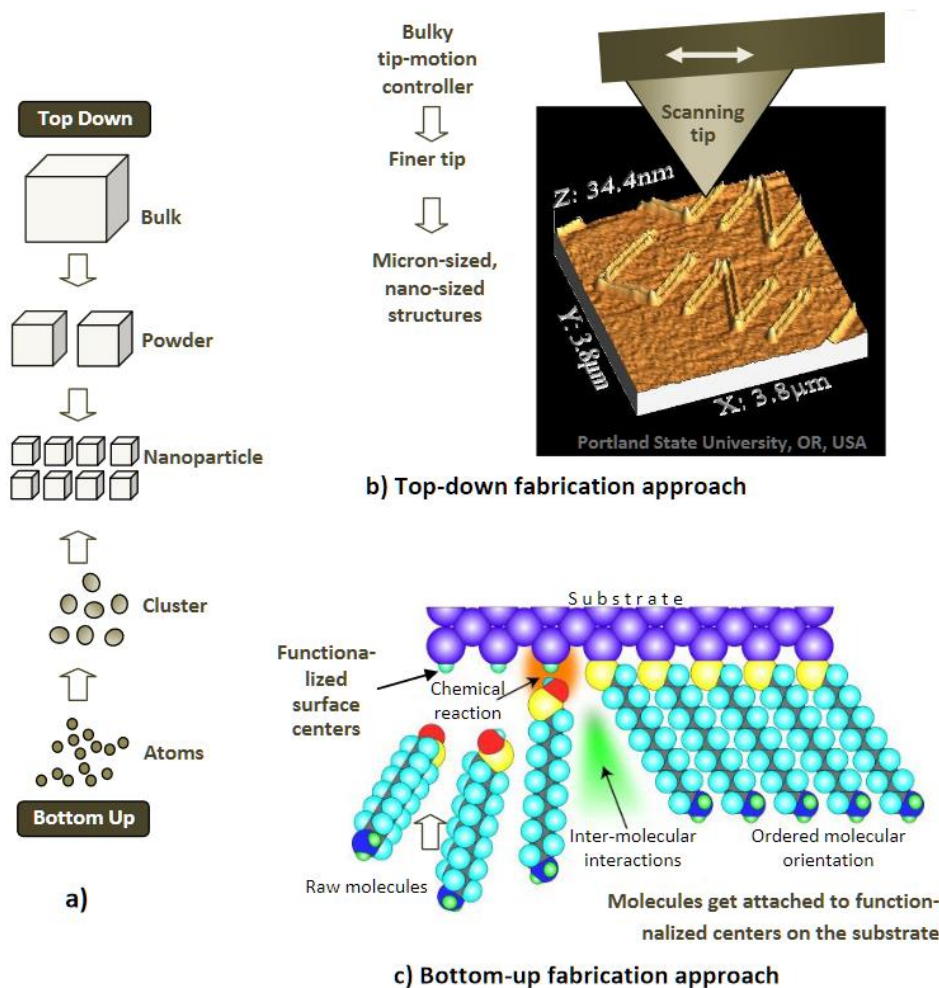 Top Down
Bulk
Powder
Nanoparticle
Cluster
Atoms
Bottom Up
a)
Bulky
tip-motion
controller
Finer tip
Micron-sized,
nano-sized
structures
Scanning
tip
Z: 34.4nm
Y: 3.8µm
X: 3.8µm
Portland State University, OR, USA
b) Top-down fabrication approach
Substrate
Functiona-
lized
surface
centers
Chemical
reaction
Raw molecules
Inter-molecular
interactions
Ordered molecular
orientation
Molecules get attached to function-
nalized centers on the substrate
c) Bottom-up fabrication approach